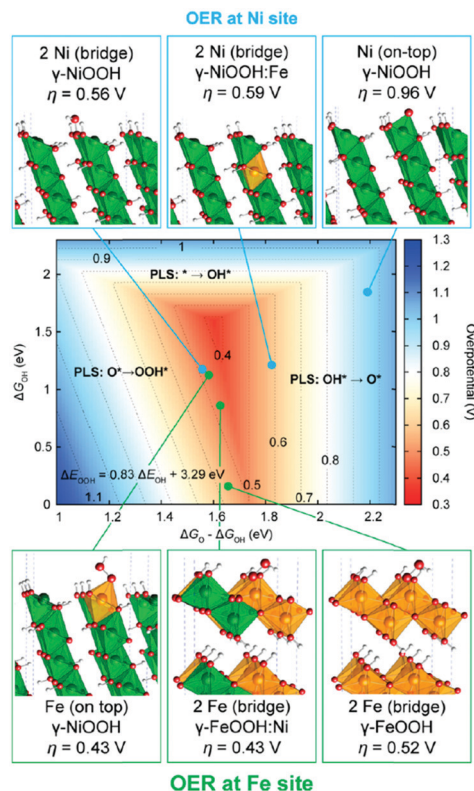 OER at Ni site
2 Ni (bridge)
γ-NiOOH
η = 0.56 V
2 Ni (bridge)
γ-NiOOH:Fe
η = 0.59 V
Ni (on-top)
γ-NiOOH
η = 0.96 V
PLS: * → OH*
PLS: O*→OOH*
PLS: OH* → O*
0.9
1
0.4
0.6
0.8
0.5
0.7
1.1
ΔE_OOH = 0.83 ΔE_OH + 3.29 eV
ΔG_OH (eV)
2
1.5
1
0.5
0
1
1.2
1.4
1.6
1.8
2
2.2
ΔG_O - ΔG_OH (eV)
1.3
1.2
1.1
1.0
0.9
0.8
0.7
0.6
0.5
0.4
0.3
Overpotential (V)
Fe (on top)
γ-NiOOH
η = 0.43 V
2 Fe (bridge)
γ-FeOOH:Ni
η = 0.43 V
2 Fe (bridge)
γ-FeOOH
η = 0.52 V
OER at Fe site